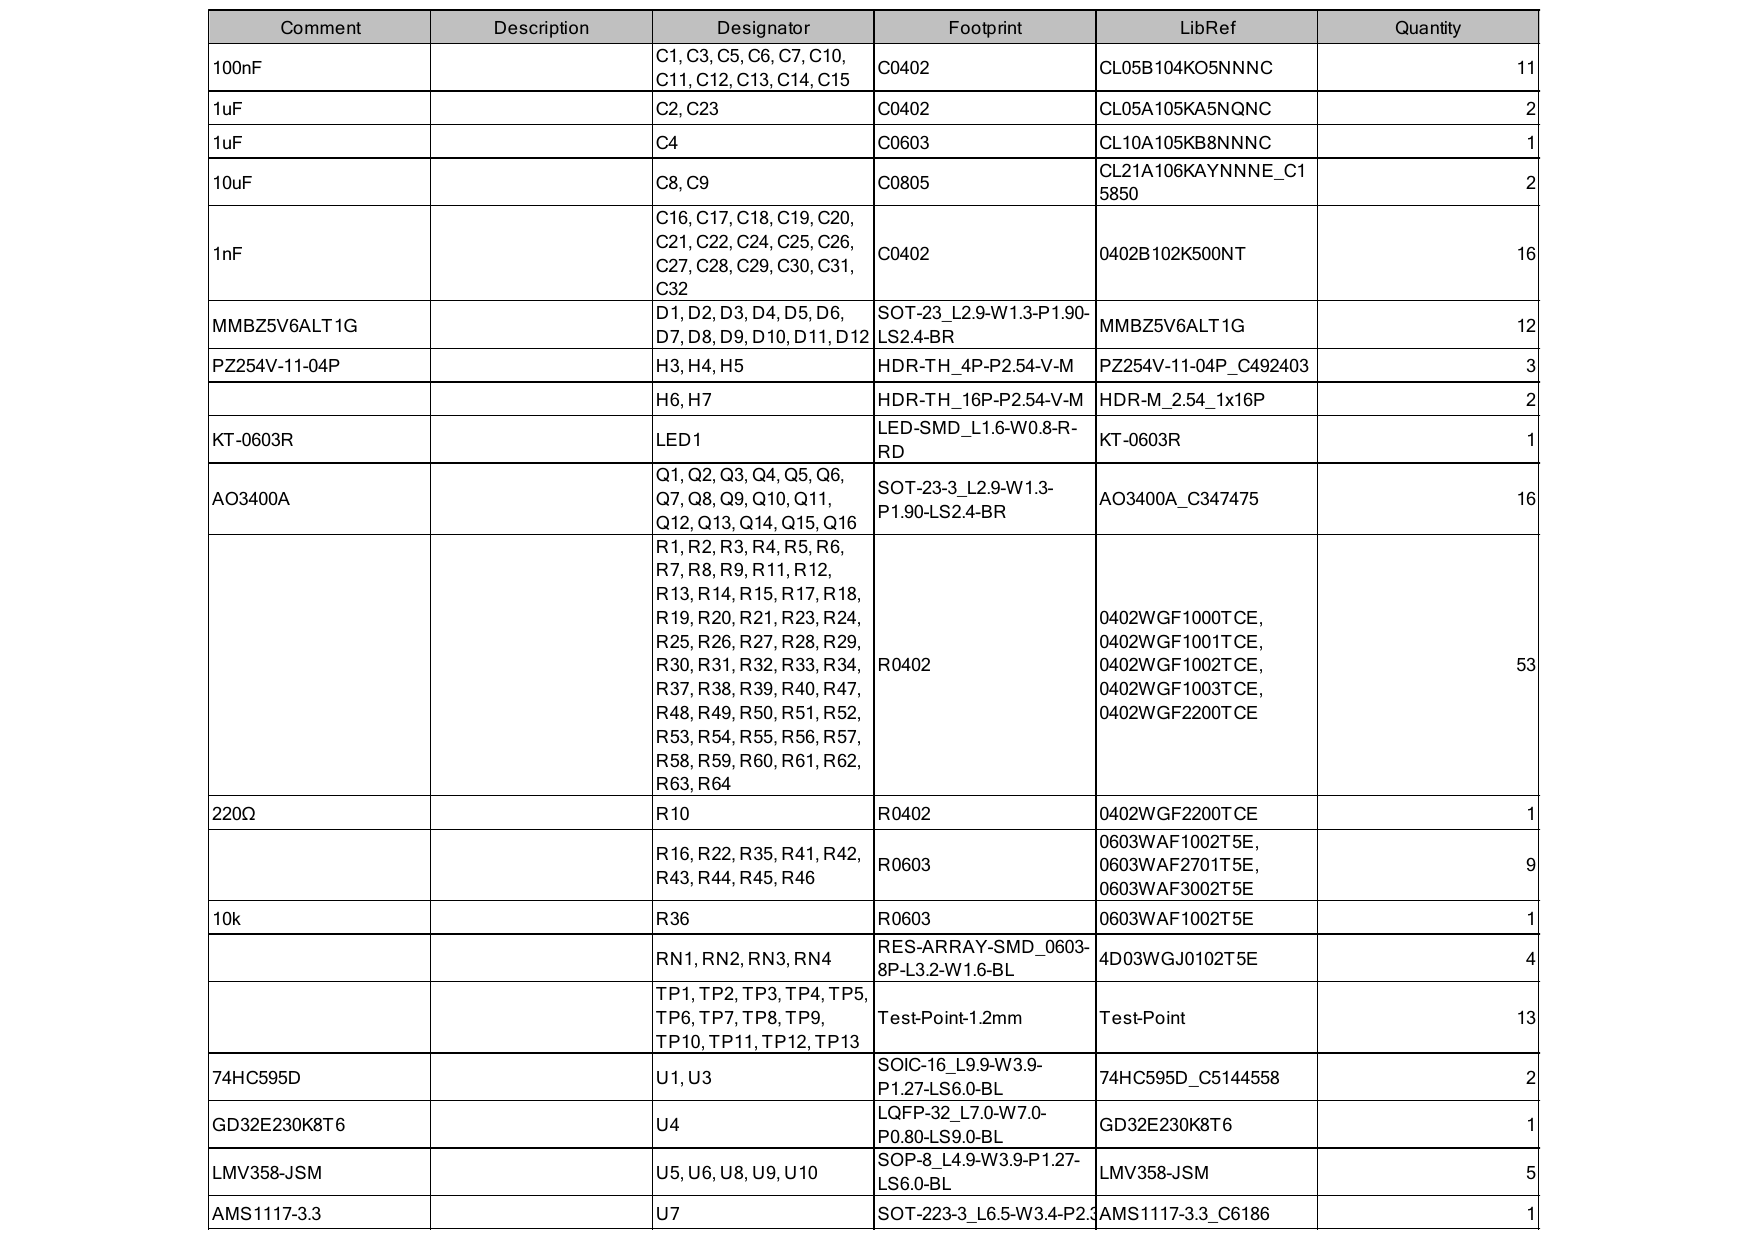 Comment Description Designator Footprint LibRef Quantity
100nF C1, C3, C5, C6, C7, C10, C11, C12, C13, C14, C15 C0402 CL05B104KO5NNNC 11
1uF C2, C23 C0402 CL05A105KA5NQNC 2
1uF C4 C0603 CL10A105KB8NNNC 1
10uF C8, C9 C0805 CL21A106KAYNNNE_C15850 2
1nF C16, C17, C18, C19, C20, C21, C22, C24, C25, C26, C27, C28, C29, C30, C31, C32 C0402 0402B102K500NT 16
MMBZ5V6ALT1G D1, D2, D3, D4, D5, D6, D7, D8, D9, D10, D11, D12 SOT-23_L2.9-W1.3-P1.90-LS2.4-BR MMBZ5V6ALT1G 12
PZ254V-11-04P H3, H4, H5 HDR-TH_4P-P2.54-V-M PZ254V-11-04P_C492403 3
H6, H7 HDR-TH_16P-P2.54-V-M HDR-M_2.54_1x16P 2
KT-0603R LED1 LED-SMD_L1.6-W0.8-R-RD KT-0603R 1
AO3400A Q1, Q2, Q3, Q4, Q5, Q6, Q7, Q8, Q9, Q10, Q11, Q12, Q13, Q14, Q15, Q16 SOT-23-3_L2.9-W1.3-P1.90-LS2.4-BR AO3400A_C347475 16
R1, R2, R3, R4, R5, R6, R7, R8, R9, R11, R12, R13, R14, R15, R17, R18, R19, R20, R21, R23, R24, R25, R26, R27, R28, R29, R30, R31, R32, R33, R34, R37, R38, R39, R40, R47, R48, R49, R50, R51, R52, R53, R54, R55, R56, R57, R58, R59, R60, R61, R62, R63, R64 R0402 0402WGF1000TCE, 0402WGF1001TCE, 0402WGF1002TCE, 0402WGF1003TCE, 0402WGF2200TCE 53
220Ω R10 R0402 0402WGF2200TCE 1
R16, R22, R35, R41, R42, R43, R44, R45, R46 R0603 0603WAF1002T5E, 0603WAF2701T5E, 0603WAF3002T5E 9
10k R36 R0603 0603WAF1002T5E 1
RN1, RN2, RN3, RN4 RES-ARRAY-SMD_0603-8P-L3.2-W1.6-BL 4D03WGJ0102T5E 4
TP1, TP2, TP3, TP4, TP5, TP6, TP7, TP8, TP9, TP10, TP11, TP12, TP13 Test-Point-1.2mm Test-Point 13
74HC595D U1, U3 SOIC-16_L9.9-W3.9-P1.27-LS6.0-BL 74HC595D_C5144558 2
GD32E230K8T6 U4 LQFP-32_L7.0-W7.0-P0.80-LS9.0-BL GD32E230K8T6 1
LMV358-JSM U5, U6, U8, U9, U10 SOP-8_L4.9-W3.9-P1.27-LS6.0-BL LMV358-JSM 5
AMS1117-3.3 U7 SOT-223-3_L6.5-W3.4-P2.3 AMS1117-3.3_C6186 1